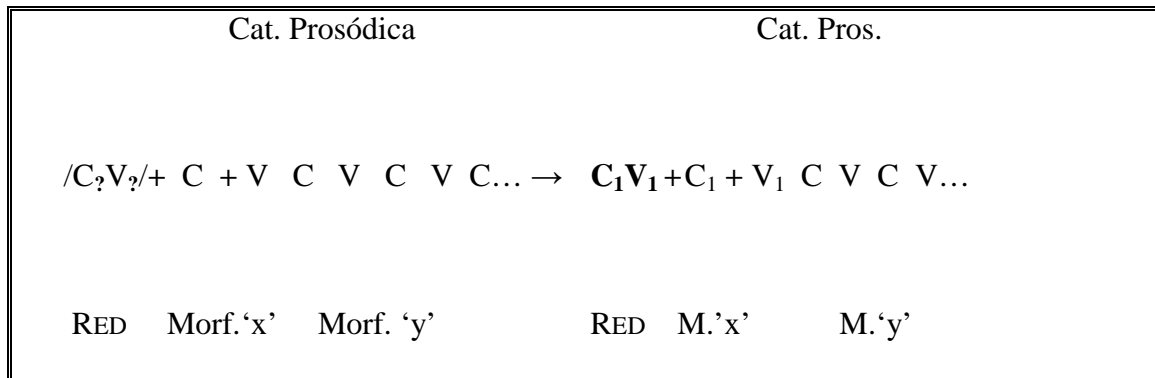 Cat. Prosódica Cat. Pros.
/C?V?/+ C + V C V C V C… → C₁V₁+C₁ + V₁ C V C V…
RED Morf.‘x’ Morf. ‘y’ RED M.’x’ M.‘y’